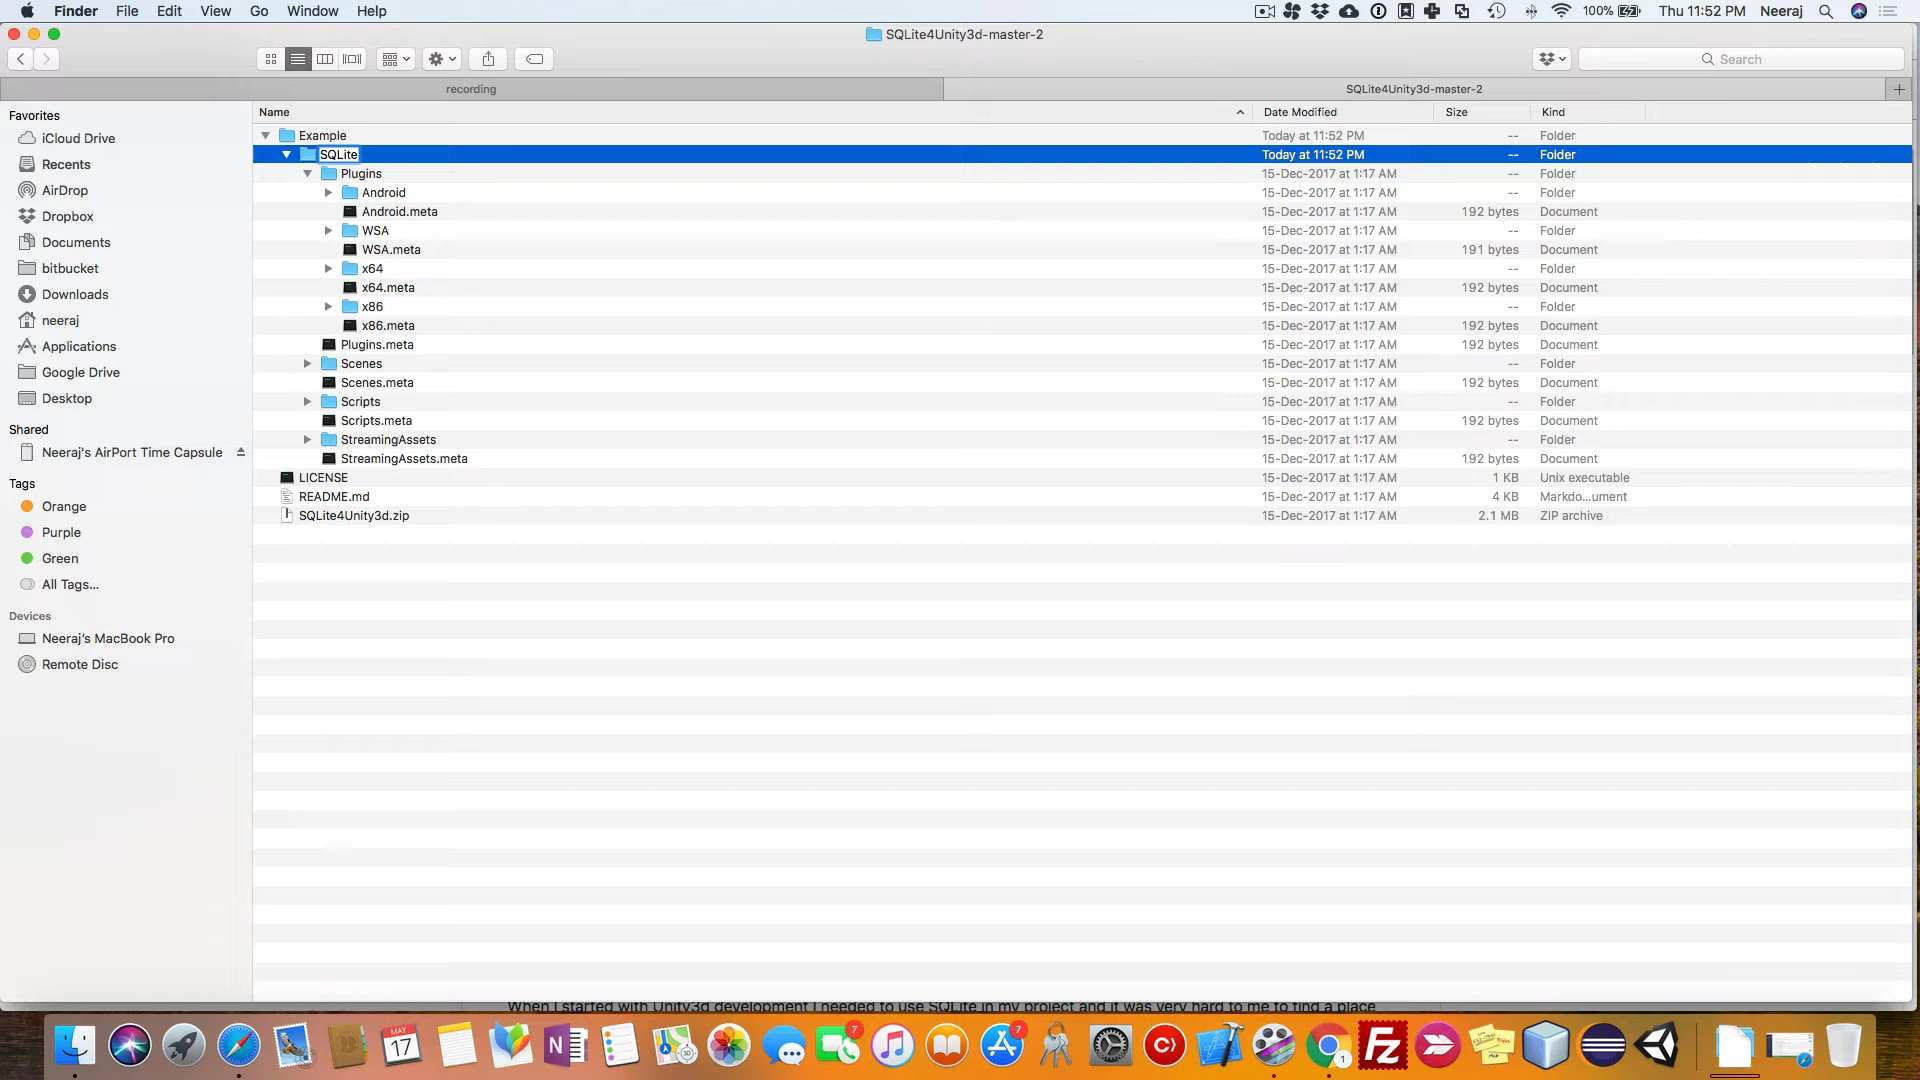 Finder File Edit View Go Window Help 100% Thu 11:52 PM Neeraj
SQLite4Unity3d-master-2
Search
recording SQLite4Unity3d-master-2
Name Date Modified Size Kind
Example Today at 11:52 PM -- Folder
SQLite Today at 11:52 PM -- Folder
Plugins 15-Dec-2017 at 1:17 AM -- Folder
Android 15-Dec-2017 at 1:17 AM -- Folder
Android.meta 15-Dec-2017 at 1:17 AM 192 bytes Document
WSA 15-Dec-2017 at 1:17 AM -- Folder
WSA.meta 15-Dec-2017 at 1:17 AM 191 bytes Document
x64 15-Dec-2017 at 1:17 AM -- Folder
x64.meta 15-Dec-2017 at 1:17 AM 192 bytes Document
x86 15-Dec-2017 at 1:17 AM -- Folder
x86.meta 15-Dec-2017 at 1:17 AM 192 bytes Document
Plugins.meta 15-Dec-2017 at 1:17 AM 192 bytes Document
Scenes 15-Dec-2017 at 1:17 AM -- Folder
Scenes.meta 15-Dec-2017 at 1:17 AM 192 bytes Document
Scripts 15-Dec-2017 at 1:17 AM -- Folder
Scripts.meta 15-Dec-2017 at 1:17 AM 192 bytes Document
StreamingAssets 15-Dec-2017 at 1:17 AM -- Folder
StreamingAssets.meta 15-Dec-2017 at 1:17 AM 192 bytes Document
LICENSE 15-Dec-2017 at 1:17 AM 1 KB Unix executable
README.md 15-Dec-2017 at 1:17 AM 4 KB Markdo...ument
SQLite4Unity3d.zip 15-Dec-2017 at 1:17 AM 2.1 MB ZIP archive
Favorites
iCloud Drive
Recents
AirDrop
Dropbox
Documents
bitbucket
Downloads
neeraj
Applications
Google Drive
Desktop
Shared
Neeraj's AirPort Time Capsule
Tags
Orange
Purple
Green
All Tags...
Devices
Neeraj’s MacBook Pro
Remote Disc
When I started with Unity3d development I needed to use SQLite in my project and it was very hard to me to find a place
MAY
17
N
3D
7
7
1
FZ